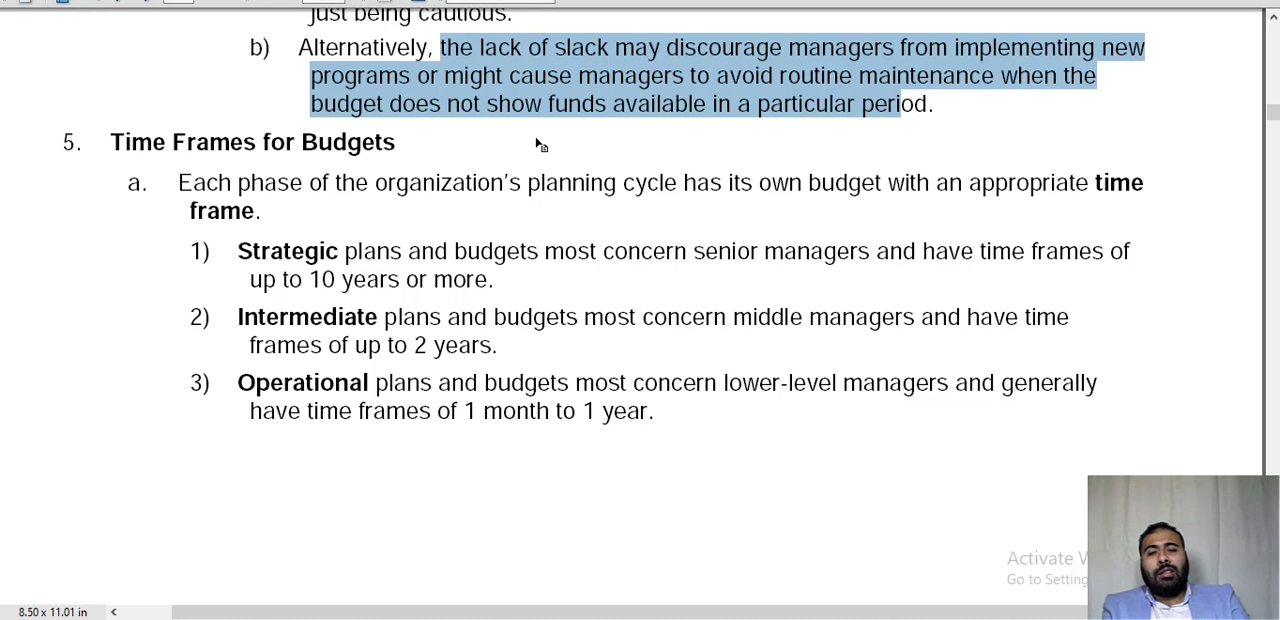 just being cautious.
b) Alternatively, the lack of slack may discourage managers from implementing new
programs or might cause managers to avoid routine maintenance when the
budget does not show funds available in a particular period.
5. Time Frames for Budgets
a. Each phase of the organization's planning cycle has its own budget with an appropriate time
frame.
1) Strategic plans and budgets most concern senior managers and have time frames of
up to 10 years or more.
2) Intermediate plans and budgets most concern middle managers and have time
frames of up to 2 years.
3) Operational plans and budgets most concern lower-level managers and generally
have time frames of 1 month to 1 year.
Activate
Go to Setting
8.50 x 11.01 in